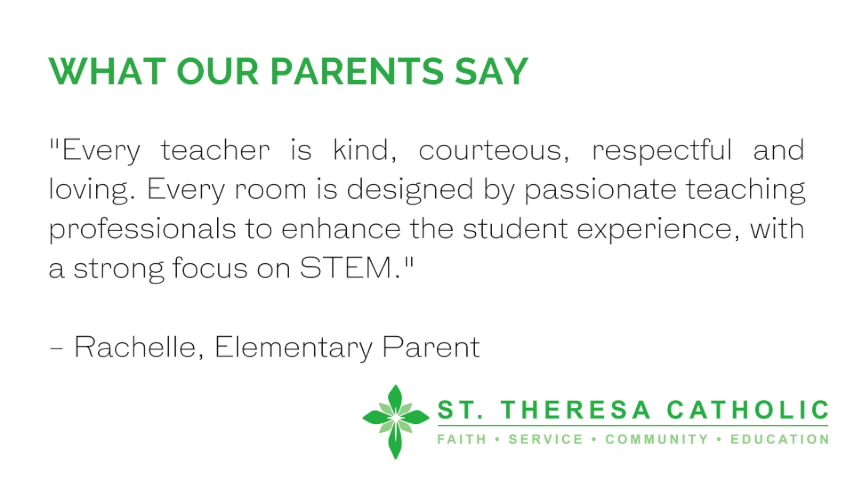 WHAT OUR PARENTS SAY
"Every teacher is kind, courteous, respectful and
loving. Every room is designed by passionate teaching
professionals to enhance the student experience, with
a strong focus on STEM."
– Rachelle, Elementary Parent
ST. THERESA CATHOLIC
FAITH • SERVICE • COMMUNITY • EDUCATION